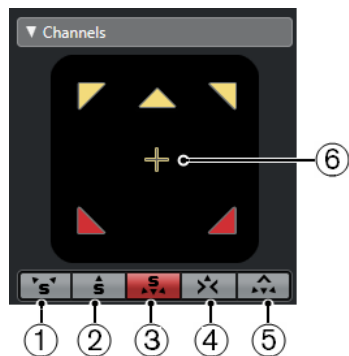 ▼ Channels
⑥
S S S
① ② ③ ④ ⑤